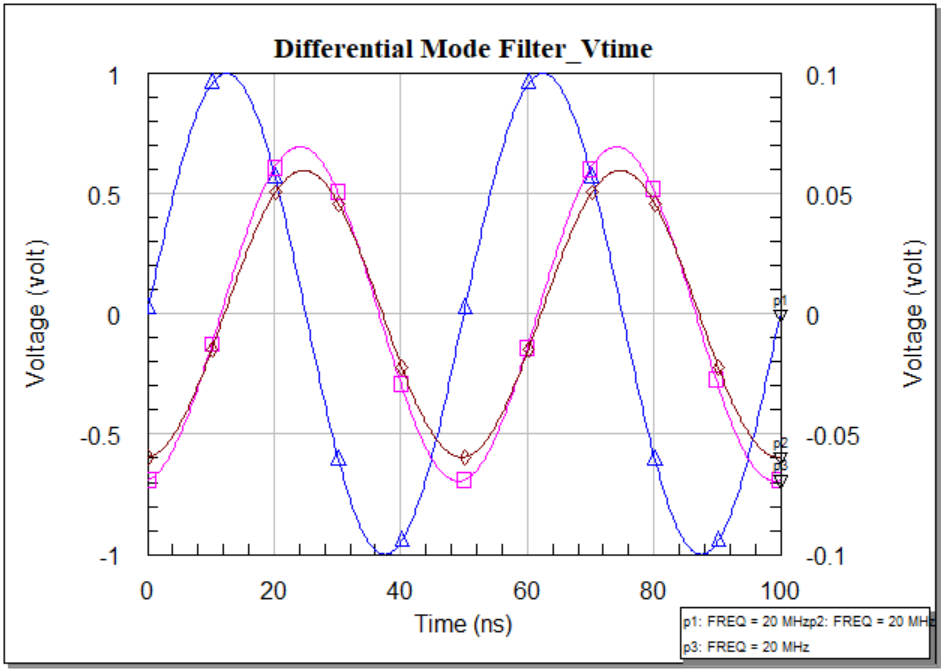 Differential Mode Filter_Vtime
1
0.5
0
-0.5
-1
Voltage (volt)
0.1
0.05
0
-0.05
-0.1
Voltage (volt)
p1
p2
p3
0 20 40 60 80 100
Time (ns)
p1: FREQ = 20 MHzp2: FREQ = 20 MHz
p3: FREQ = 20 MHz